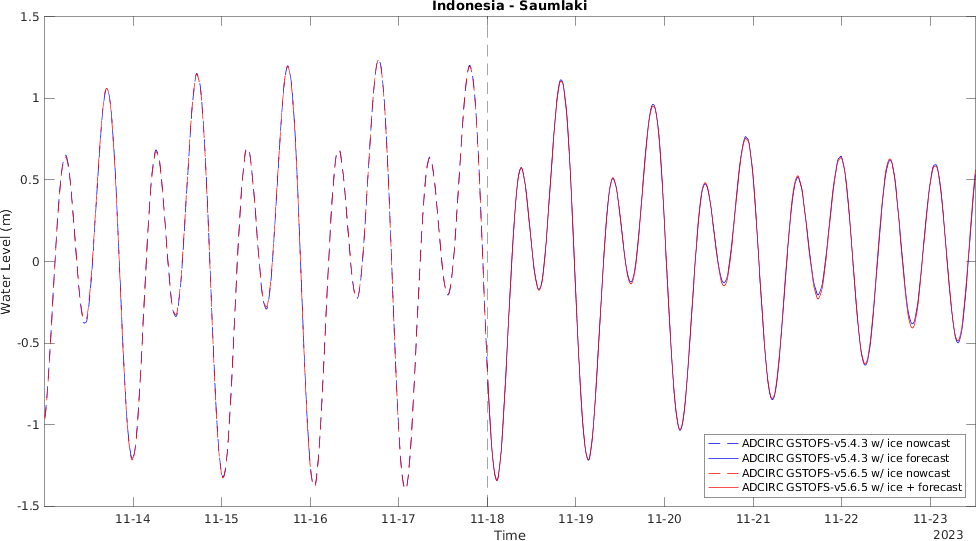 Indonesia - Saumlaki
1.5
1
0.5
0
-0.5
-1
-1.5
Water Level (m)
ADCIRC GSTOFS-v5.4.3 w/ ice nowcast
ADCIRC GSTOFS-v5.4.3 w/ ice forecast
ADCIRC GSTOFS-v5.6.5 w/ ice nowcast
ADCIRC GSTOFS-v5.6.5 w/ ice + forecast
11-14 11-15 11-16 11-17 11-18 11-19 11-20 11-21 11-22 11-23
Time
2023